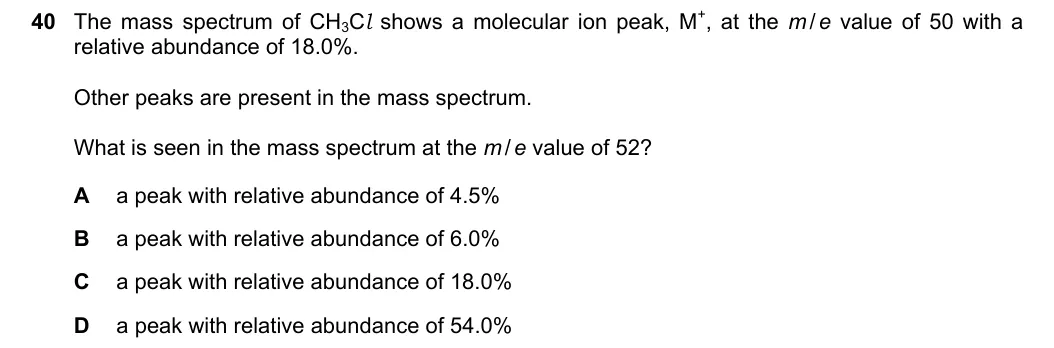 40 The mass spectrum of CH₃Cl shows a molecular ion peak, M⁺, at the m/e value of 50 with a
relative abundance of 18.0%.
Other peaks are present in the mass spectrum.
What is seen in the mass spectrum at the m/e value of 52?
A a peak with relative abundance of 4.5%
B a peak with relative abundance of 6.0%
C a peak with relative abundance of 18.0%
D a peak with relative abundance of 54.0%